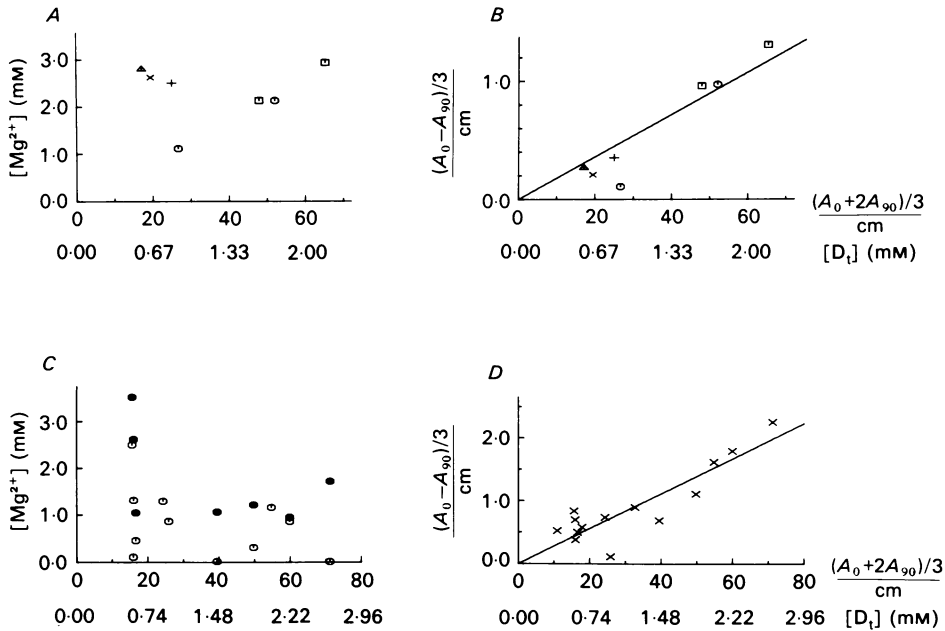 A
[Mg²⁺] (mM)
3·0
2·0
1·0
0·0
0 20 40 60
0·00 0·67 1·33 2·00
B
(A₀−A₉₀)/3
cm
1·0
0
0 20 40 60
(A₀+2A₉₀)/3
cm
0·00 0·67 1·33 2·00 [Dₜ] (mM)
C
[Mg²⁺] (mM)
3·0
2·0
1·0
0·0
0 20 40 60 80
0·00 0·74 1·48 2·22 2·96
D
(A₀−A₉₀)/3
cm
2·0
1·0
0·0
0 20 40 60 80
(A₀+2A₉₀)/3
cm
0·00 0·74 1·48 2·22 2·96 [Dₜ] (mM)